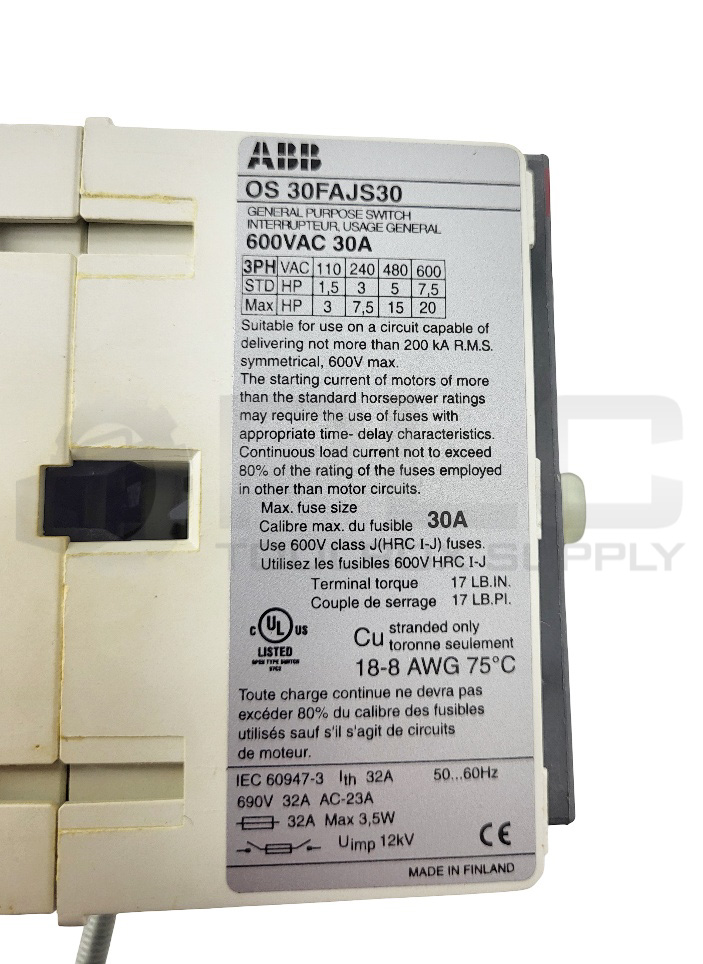 ABB
OS 30FAJS30
GENERAL PURPOSE SWITCH
INTERRUPTEUR, USAGE GENERAL
600VAC 30A
3PH VAC 110 240 480 600
STD HP 1,5 3 5 7,5
Max HP 3 7,5 15 20
Suitable for use on a circuit capable of
delivering not more than 200 kA R.M.S.
symmetrical, 600V max.
The starting current of motors of more
than the standard horsepower ratings
may require the use of fuses with
appropriate time- delay characteristics.
Continuous load current not to exceed
80% of the rating of the fuses employed
in other than motor circuits.
Max. fuse size
Calibre max. du fusible 30A
Use 600V class J(HRC I-J) fuses.
Utilisez les fusibles 600V HRC I-J
Terminal torque 17 LB.IN.
Couple de serrage 17 LB.PI.
C UL US
LISTED
OPEN TYPE SWITCH
Cu stranded only
toronne seulement
18-8 AWG 75°C
Toute charge continue ne devra pas
excéder 80% du calibre des fusibles
utilisés sauf s'il s'agit de circuits
de moteur.
IEC 60947-3 Ith 32A 50...60Hz
690V 32A AC-23A
32A Max 3,5W
Uimp 12kV
CE
MADE IN FINLAND